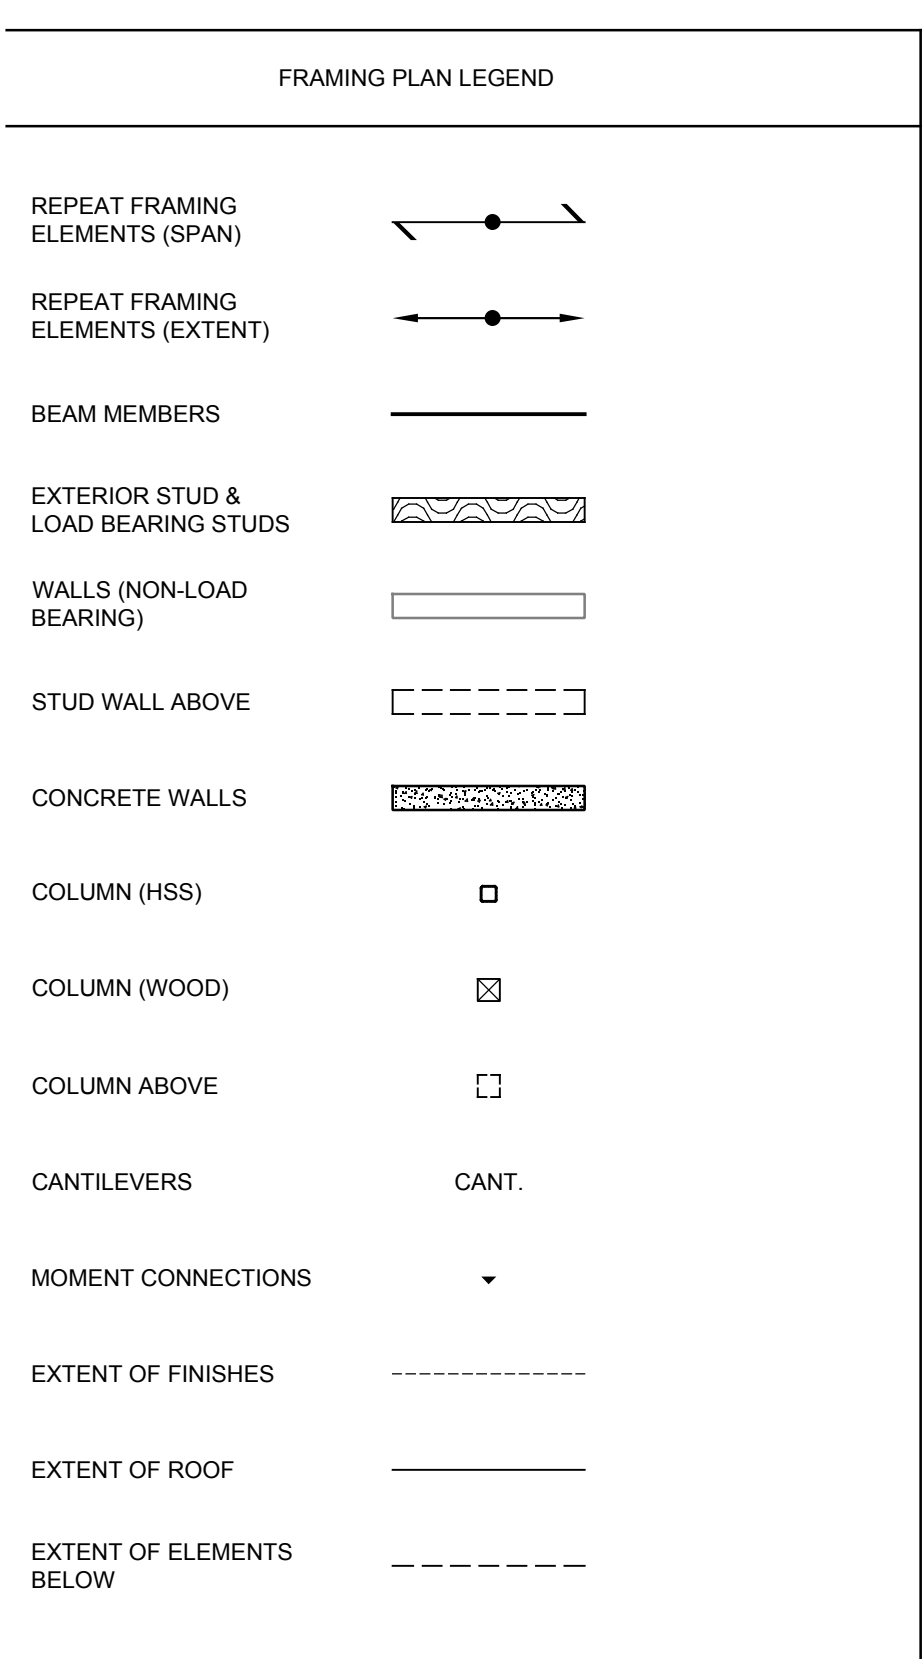 FRAMING PLAN LEGEND
REPEAT FRAMING
ELEMENTS (SPAN)
REPEAT FRAMING
ELEMENTS (EXTENT)
BEAM MEMBERS
EXTERIOR STUD &
LOAD BEARING STUDS
WALLS (NON-LOAD
BEARING)
STUD WALL ABOVE
CONCRETE WALLS
COLUMN (HSS)
COLUMN (WOOD)
COLUMN ABOVE
CANTILEVERS CANT.
MOMENT CONNECTIONS
EXTENT OF FINISHES
EXTENT OF ROOF
EXTENT OF ELEMENTS
BELOW